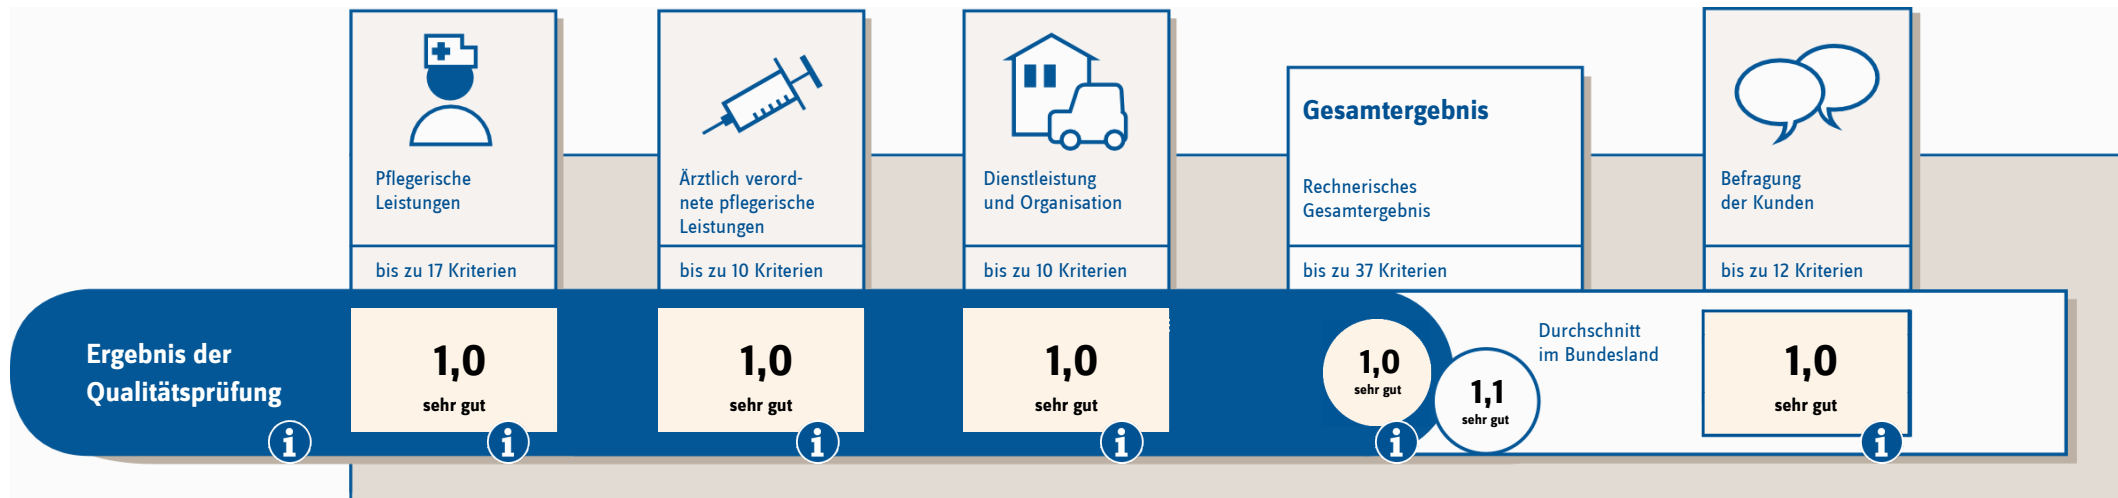 Pflegerische
Leistungen
bis zu 17 Kriterien
Ärztlich verord-
nete pflegerische
Leistungen
bis zu 10 Kriterien
Dienstleistung
und Organisation
bis zu 10 Kriterien
Gesamtergebnis
Rechnerisches
Gesamtergebnis
bis zu 37 Kriterien
Befragung
der Kunden
bis zu 12 Kriterien
Ergebnis der
Qualitätsprüfung
i
1,0
sehr gut
i
1,0
sehr gut
i
1,0
sehr gut
i
1,0
sehr gut
i
1,1
sehr gut
Durchschnitt
im Bundesland
1,0
sehr gut
i